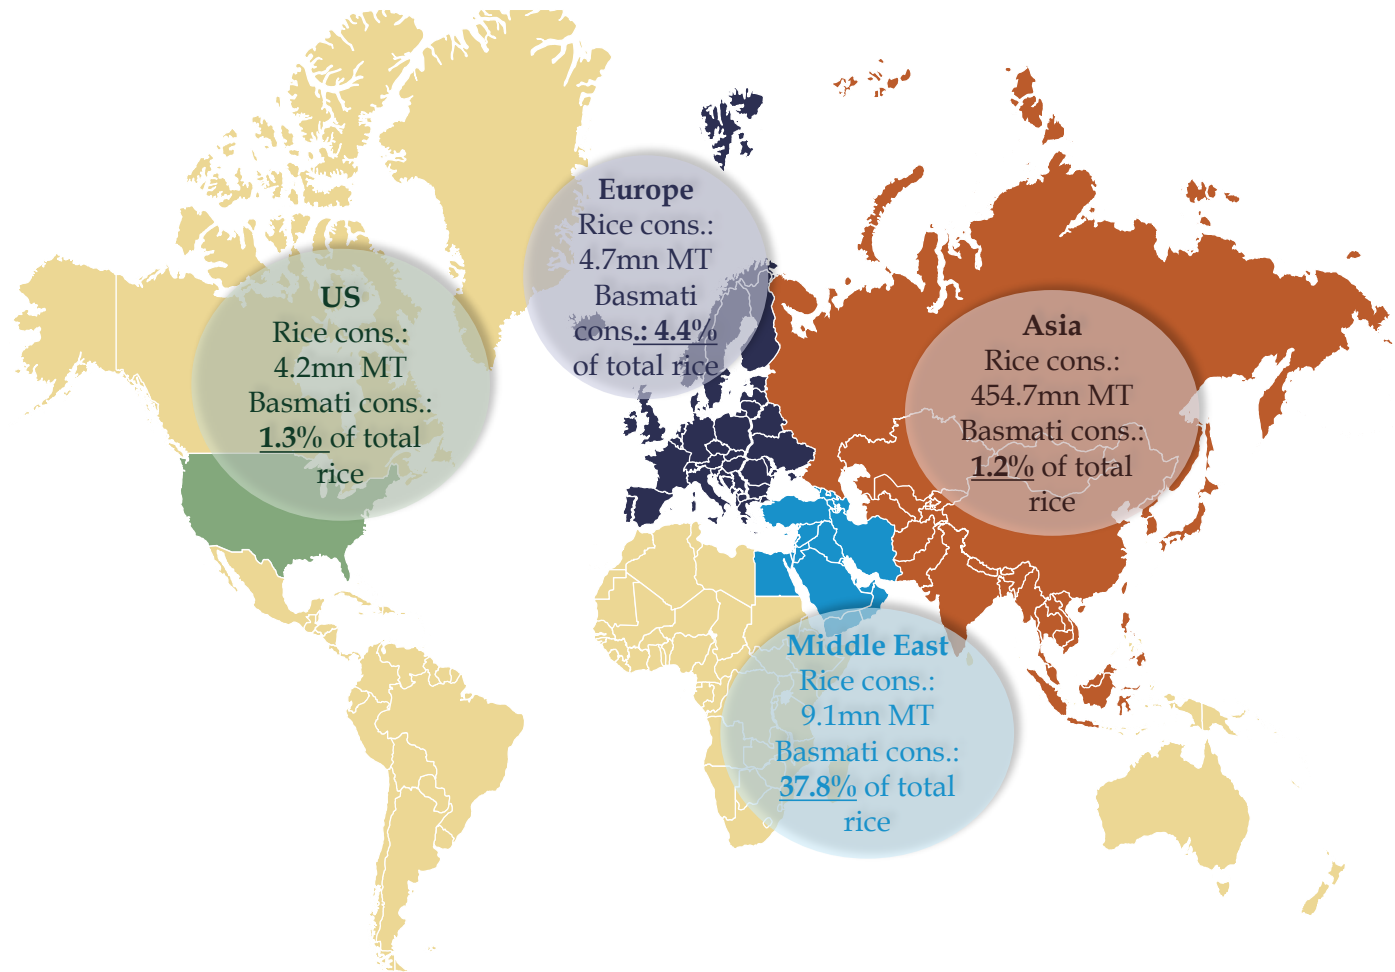 Europe
Rice cons.:
4.7mn MT
Basmati
cons.: 4.4%
of total rice
US
Rice cons.:
4.2mn MT
Basmati cons.:
1.3% of total
rice
Asia
Rice cons.:
454.7mn MT
Basmati cons.:
1.2% of total
rice
Middle East
Rice cons.:
9.1mn MT
Basmati cons.:
37.8% of total
rice